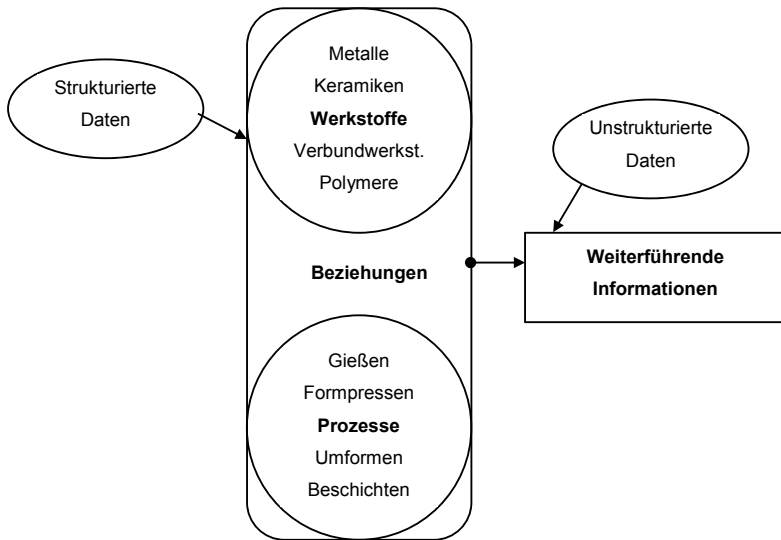 Strukturierte
Daten
Metalle
Keramiken
Werkstoffe
Verbundwerkst.
Polymere
Beziehungen
Gießen
Formpressen
Prozesse
Umformen
Beschichten
Unstrukturierte
Daten
Weiterführende
Informationen